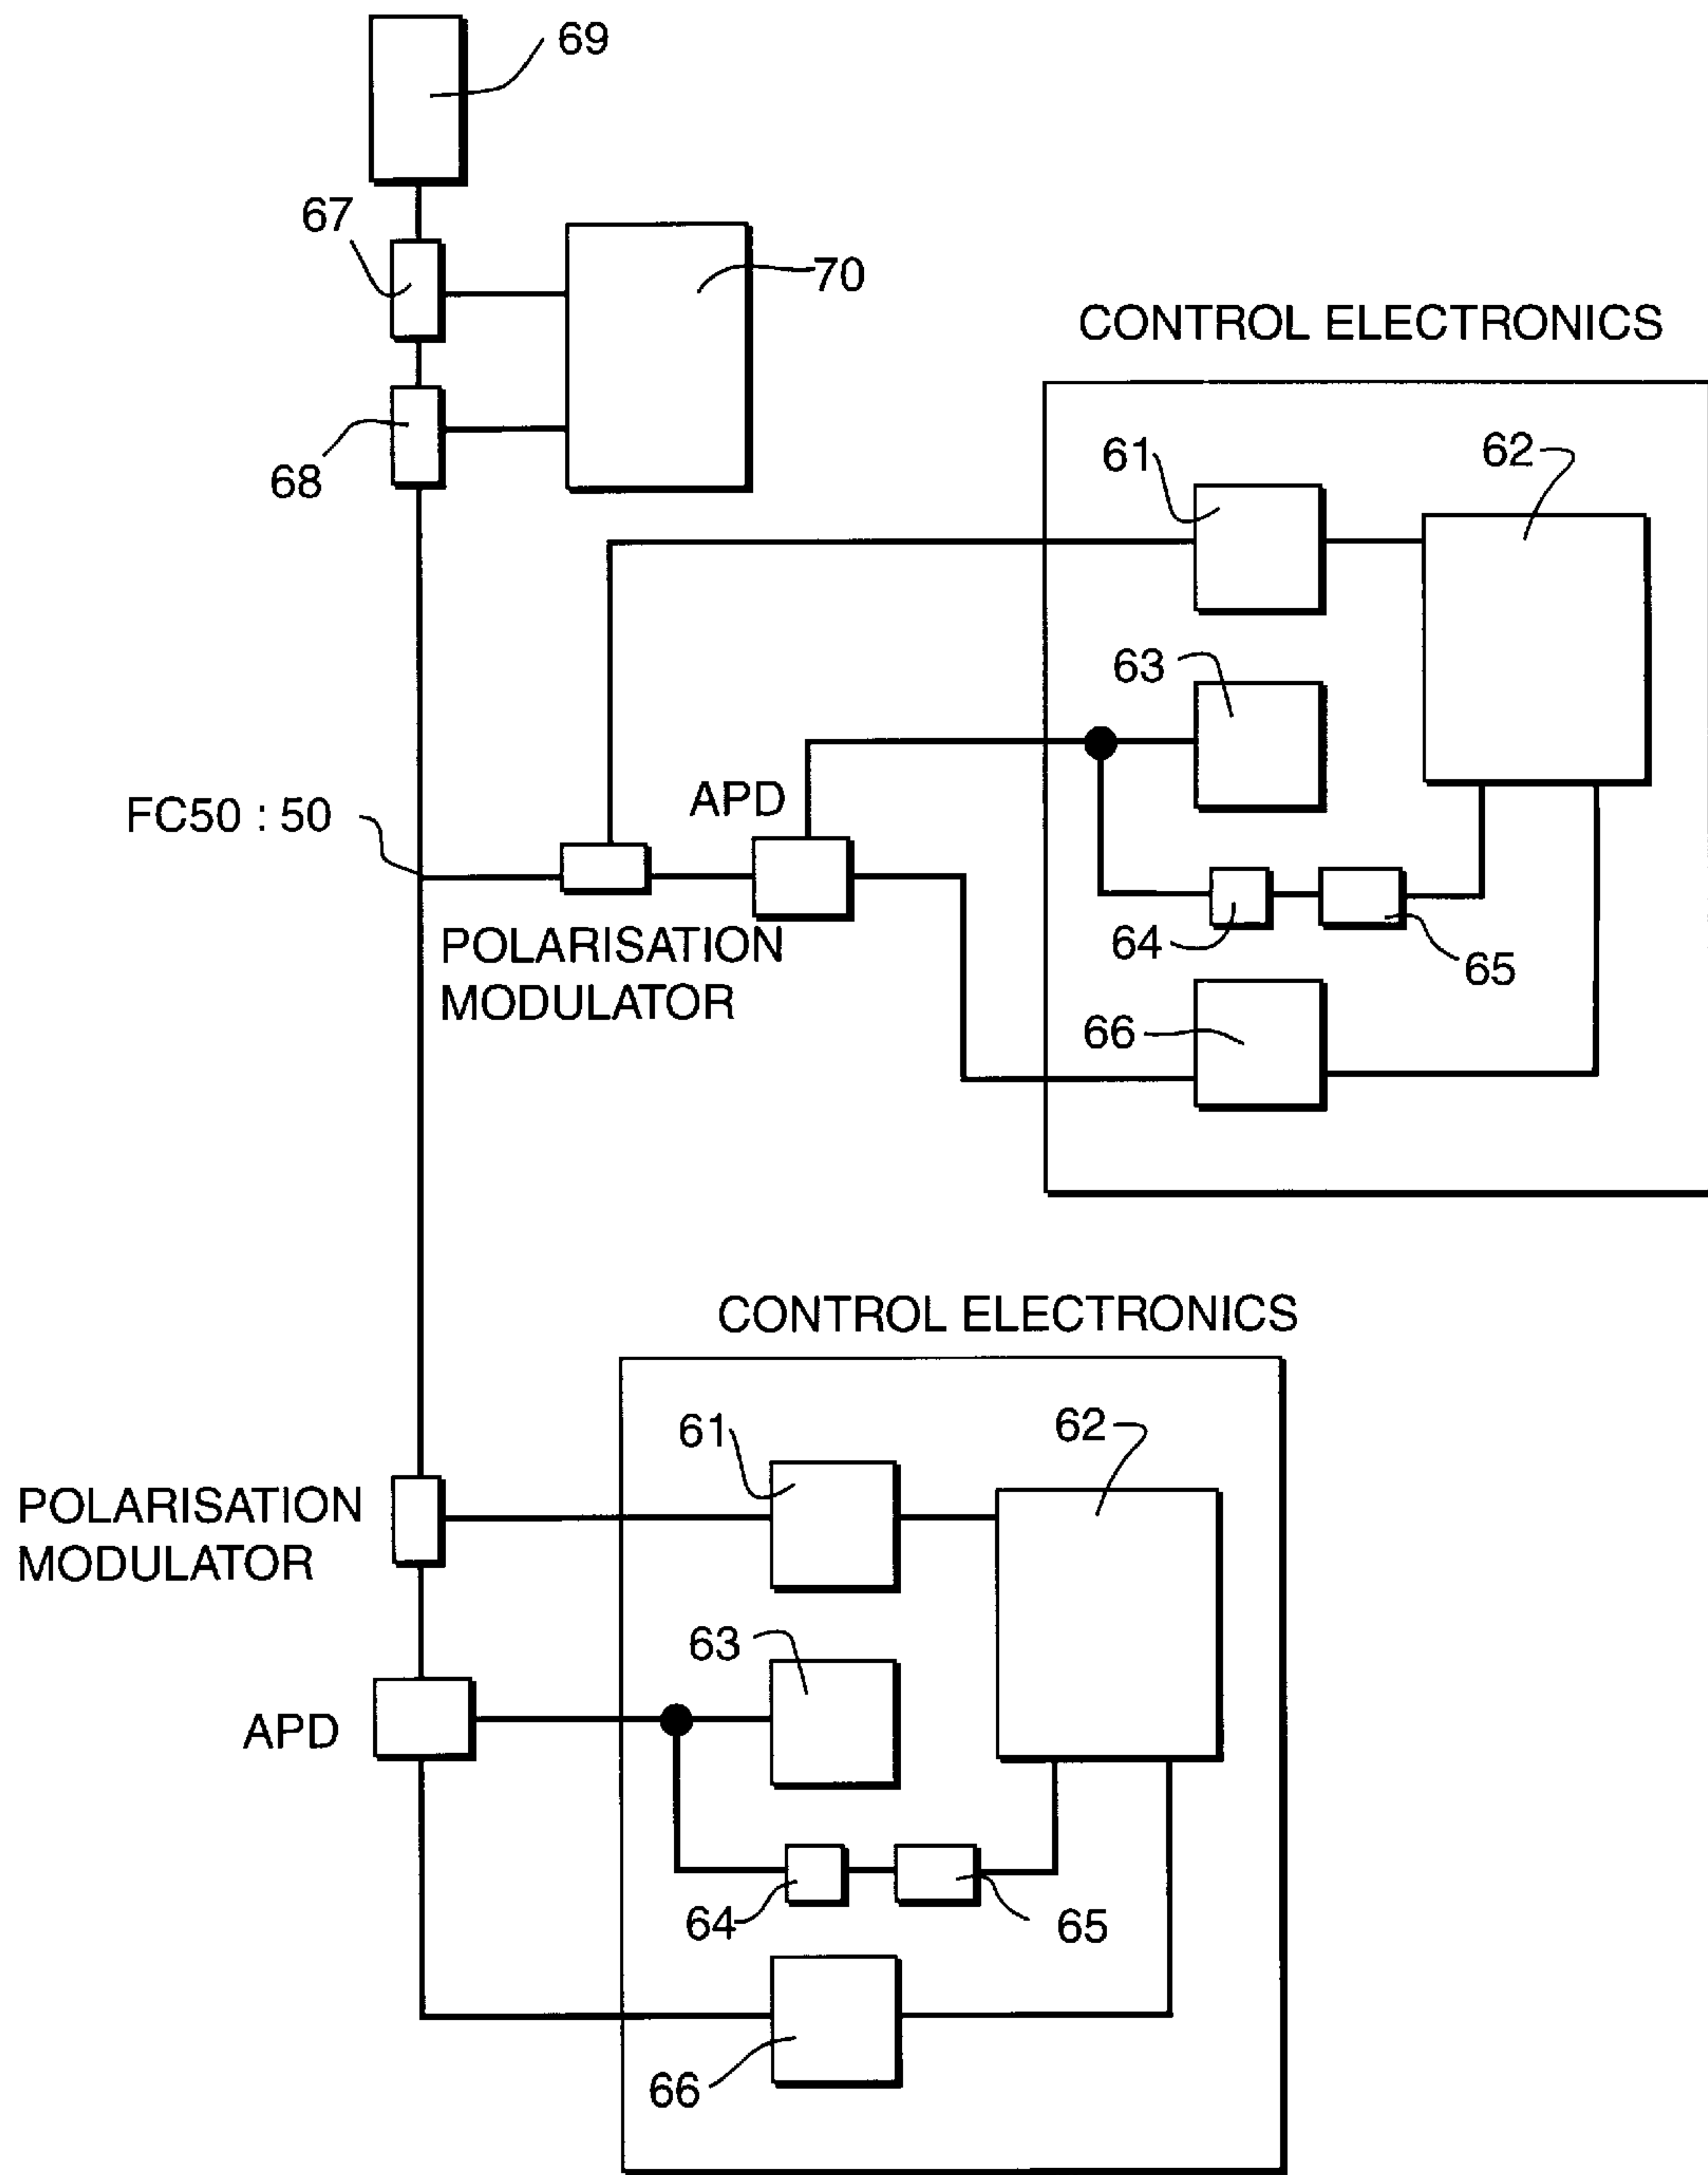 69
67
70
68
CONTROL ELECTRONICS
61
62
63
APD
FC50 : 50
64
65
POLARISATION
MODULATOR
66
CONTROL ELECTRONICS
61
62
POLARISATION
MODULATOR
63
APD
64
65
66